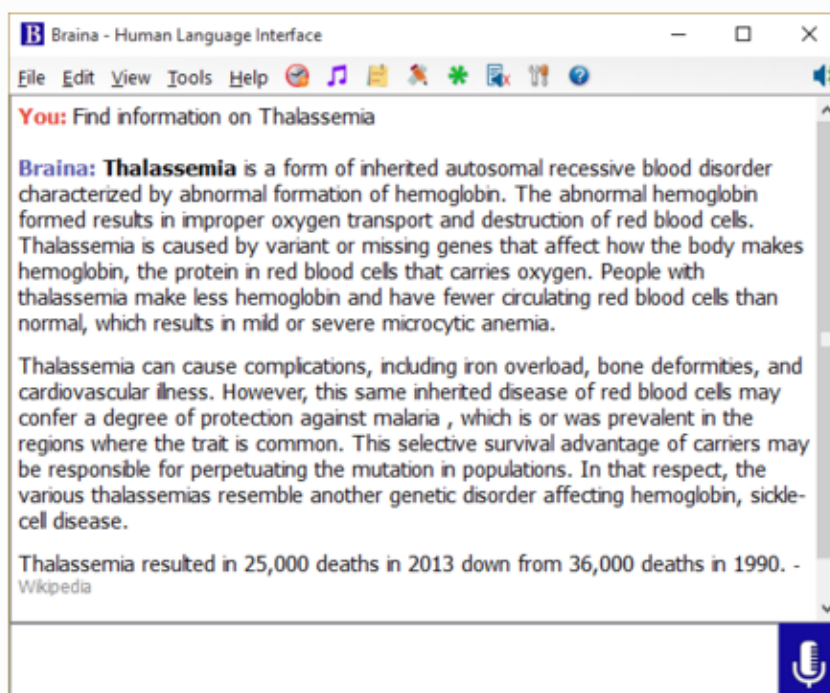 B Braina - Human Language Interface
File Edit View Tools Help
You: Find information on Thalassemia
Braina: Thalassemia is a form of inherited autosomal recessive blood disorder
characterized by abnormal formation of hemoglobin. The abnormal hemoglobin
formed results in improper oxygen transport and destruction of red blood cells.
Thalassemia is caused by variant or missing genes that affect how the body makes
hemoglobin, the protein in red blood cells that carries oxygen. People with
thalassemia make less hemoglobin and have fewer circulating red blood cells than
normal, which results in mild or severe microcytic anemia.
Thalassemia can cause complications, including iron overload, bone deformities, and
cardiovascular illness. However, this same inherited disease of red blood cells may
confer a degree of protection against malaria , which is or was prevalent in the
regions where the trait is common. This selective survival advantage of carriers may
be responsible for perpetuating the mutation in populations. In that respect, the
various thalassemias resemble another genetic disorder affecting hemoglobin, sickle-
cell disease.
Thalassemia resulted in 25,000 deaths in 2013 down from 36,000 deaths in 1990. -
Wikipedia